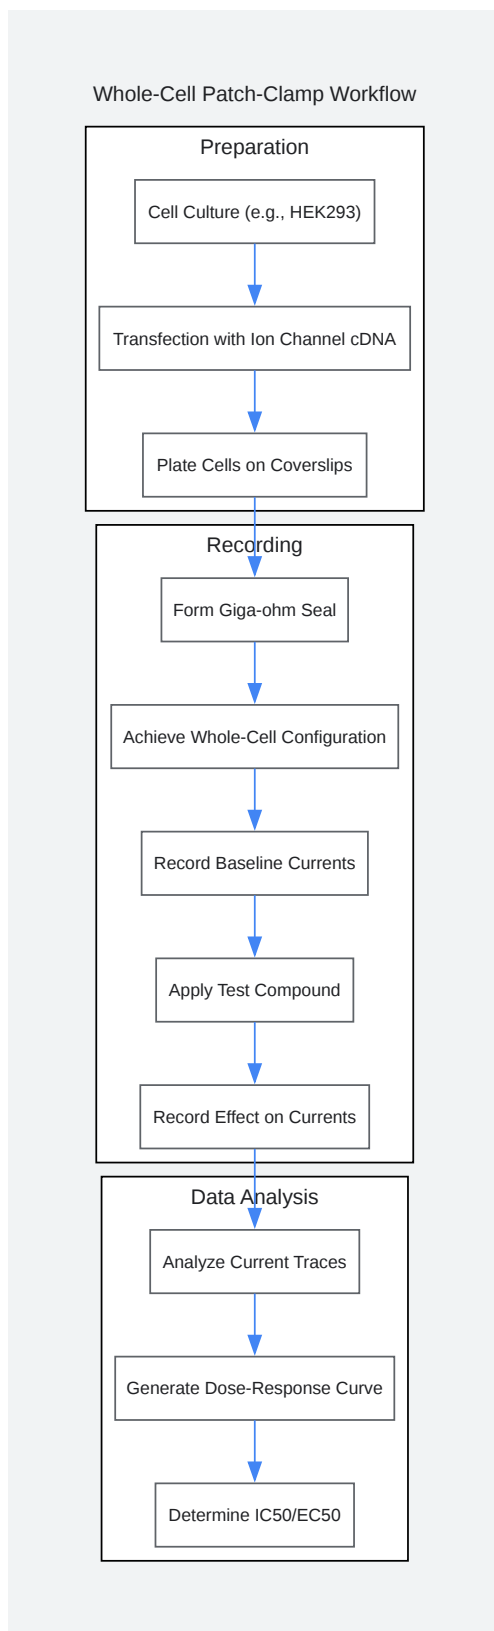 Whole-Cell Patch-Clamp Workflow
Preparation
Cell Culture (e.g., HEK293)
Transfection with Ion Channel cDNA
Plate Cells on Coverslips
Recording
Form Giga-ohm Seal
Achieve Whole-Cell Configuration
Record Baseline Currents
Apply Test Compound
Record Effect on Currents
Data Analysis
Analyze Current Traces
Generate Dose-Response Curve
Determine IC50/EC50